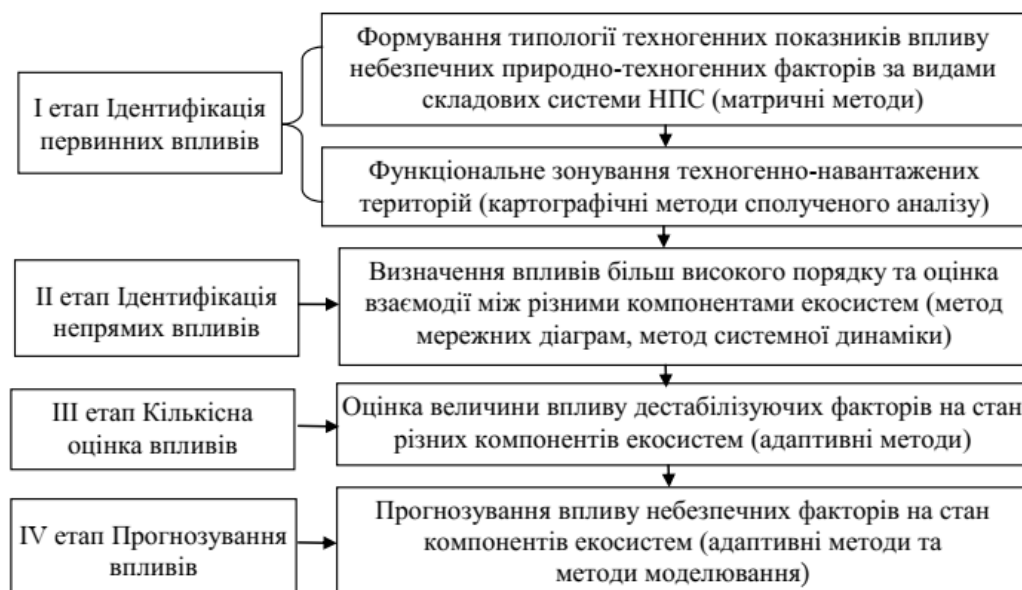 І етап Ідентифікація
первинних впливів
Формування типології техногенних показників впливу
небезпечних природно-техногенних факторів за видами
складових системи НПС (матричні методи)
Функціональне зонування техногенно-навантажених
територій (картографічні методи сполученого аналізу)
ІІ етап Ідентифікація
непрямих впливів
Визначення впливів більш високого порядку та оцінка
взаємодії між різними компонентами екосистем (метод
мережних діаграм, метод системної динаміки)
ІІІ етап Кількісна
оцінка впливів
Оцінка величини впливу дестабілізуючих факторів на стан
різних компонентів екосистем (адаптивні методи)
IV етап Прогнозування
впливів
Прогнозування впливу небезпечних факторів на стан
компонентів екосистем (адаптивні методи та
методи моделювання)